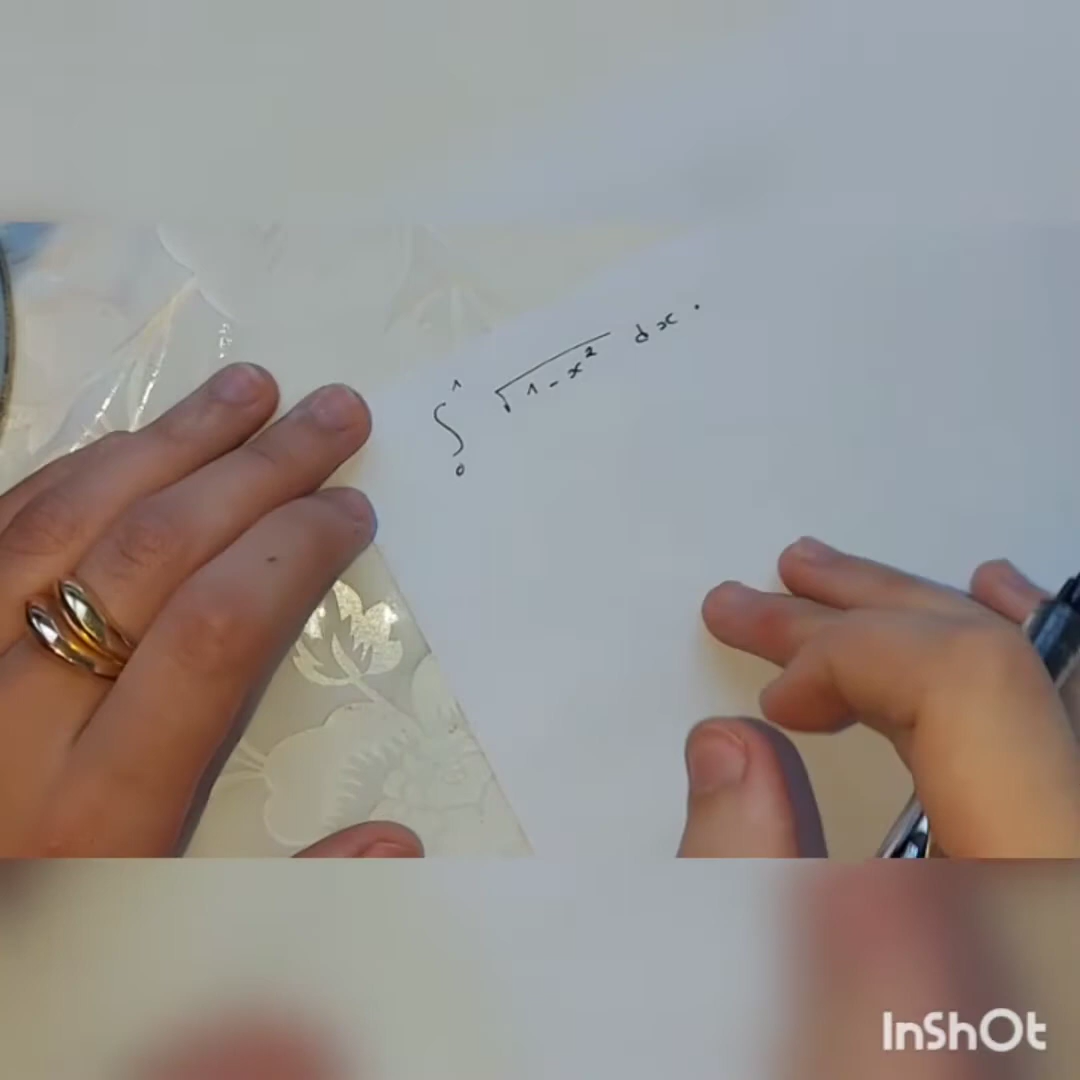 ∫₀¹ √(1-x²) dx .
InShOt